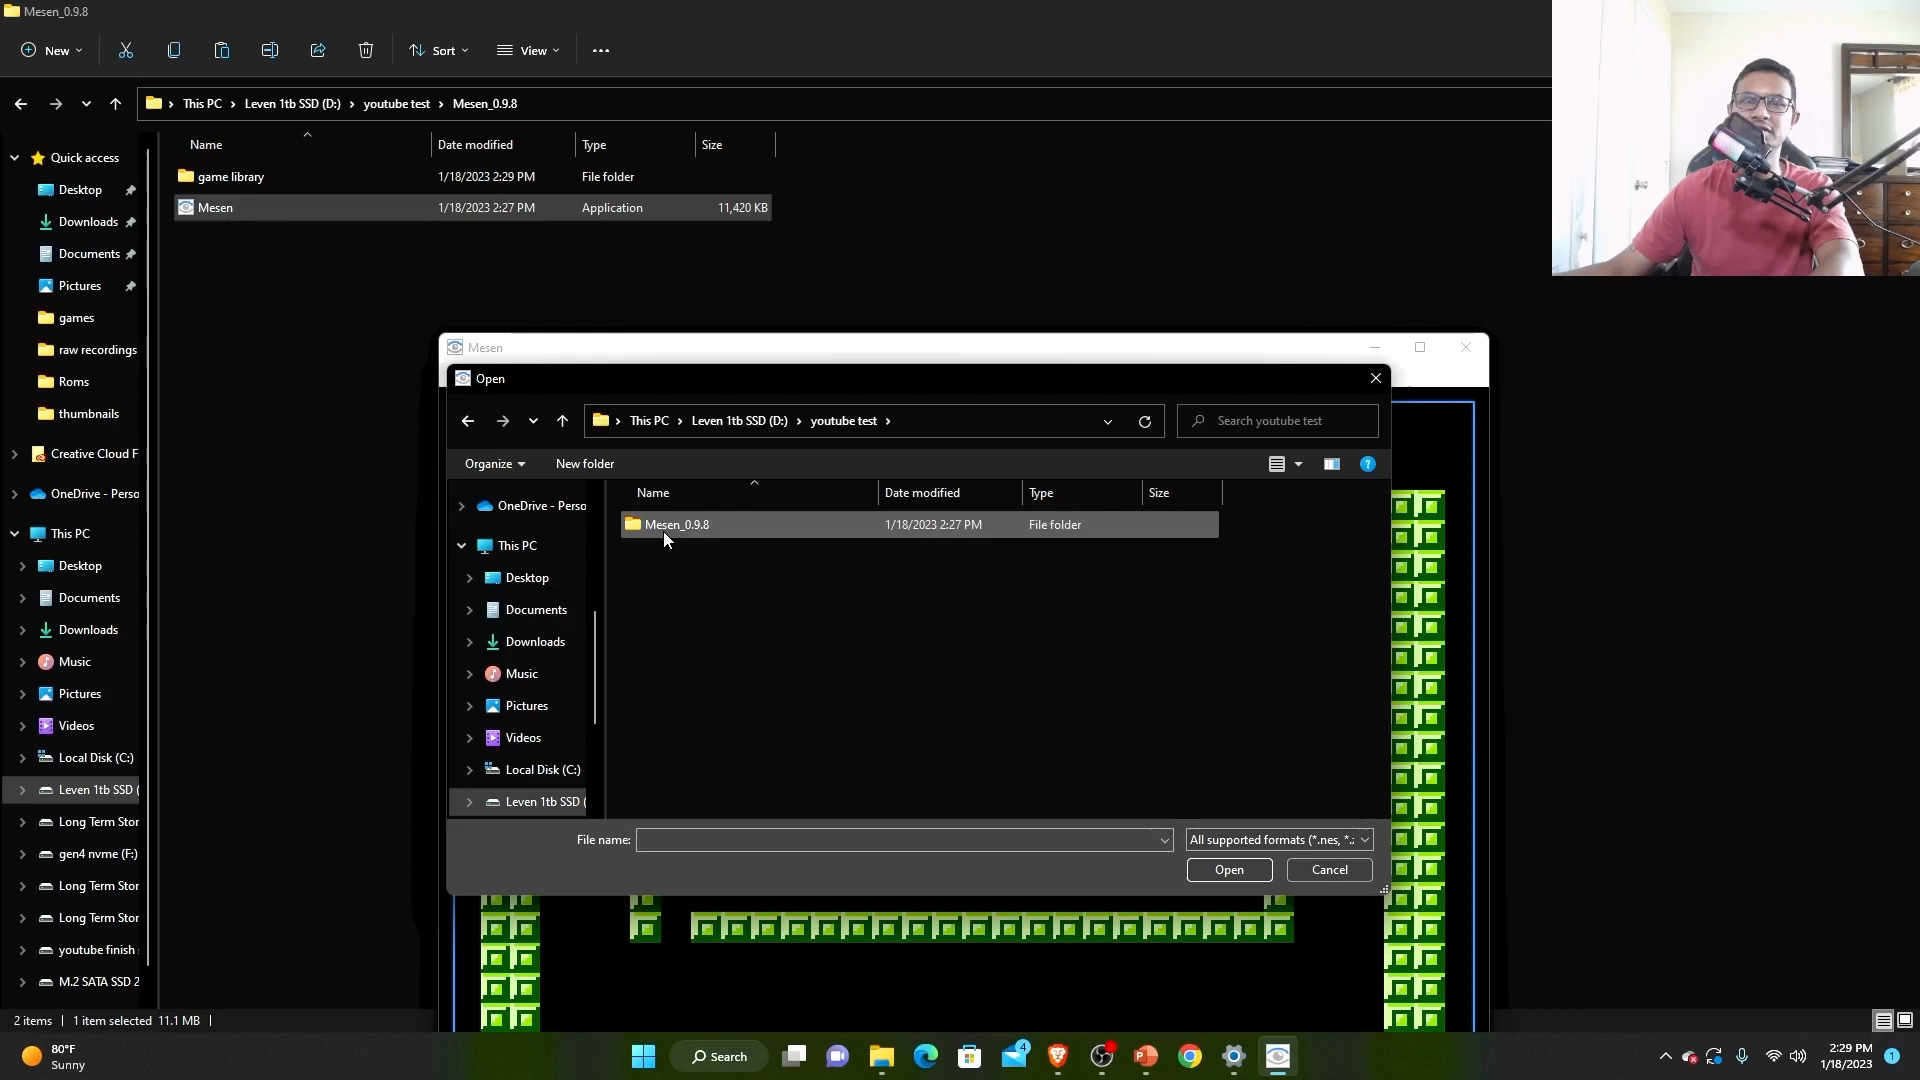 Mesen_0.9.8
New
Sort
View
This PC
Leven 1tb SSD (D:)
youtube test
Mesen_0.9.8
Name
Date modified
Type
Size
game library
1/18/2023 2:29 PM
File folder
Mesen
1/18/2023 2:27 PM
Application
11,420 KB
Quick access
Desktop
Downloads
Documents
Pictures
games
raw recordings
Roms
thumbnails
Creative Cloud F
OneDrive - Perso
This PC
Desktop
Documents
Downloads
Music
Pictures
Videos
Local Disk (C:)
Leven 1tb SSD (
Long Term Stor
gen4 nvme (F:)
Long Term Stor
Long Term Stor
youtube finish
M.2 SATA SSD 2
2 items
1 item selected 11.1 MB
Mesen
Open
This PC
Leven 1tb SSD (D:)
youtube test
Search youtube test
Organize
New folder
Name
Date modified
Type
Size
Mesen_0.9.8
1/18/2023 2:27 PM
File folder
OneDrive - Perso
This PC
Desktop
Documents
Downloads
Music
Pictures
Videos
Local Disk (C:)
Leven 1tb SSD (
File name:
All supported formats (*.nes, *.z
Open
Cancel
80°F
Sunny
Search
4
2:29 PM
1/18/2023
1